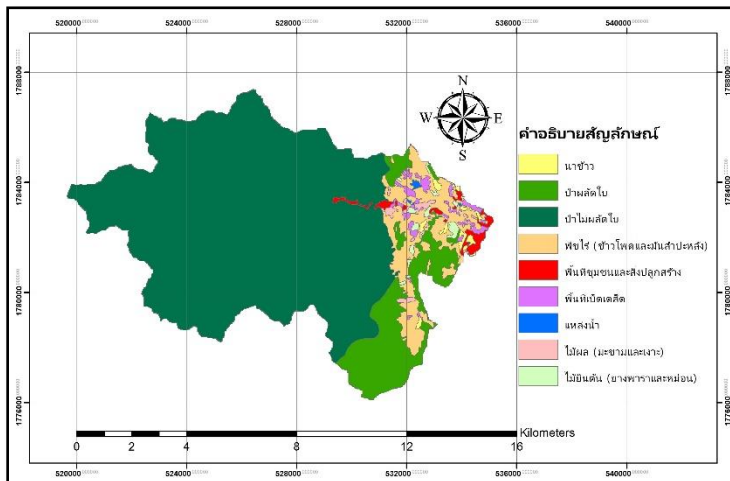 520000 524000 528000 532000 536000 540000
1788000 1788000
N
W E
S
คำอธิบายสัญลักษณ์
นาข้าว
1784000 1784000
ป่าผลัดใบ
ป่าไม่ผลัดใบ
พืชไร่ (ข้าวโพดและมันสำปะหลัง)
พื้นที่ชุมชนและสิ่งปลูกสร้าง
1780000 1780000
พื้นที่เบ็ดเตล็ด
แหล่งน้ำ
ไม้ผล (มะขามและเงาะ)
ไม้ยืนต้น (ยางพาราและหม่อน)
1776000 1776000
Kilometers
0 2 4 8 12 16
520000 524000 528000 532000 536000 540000